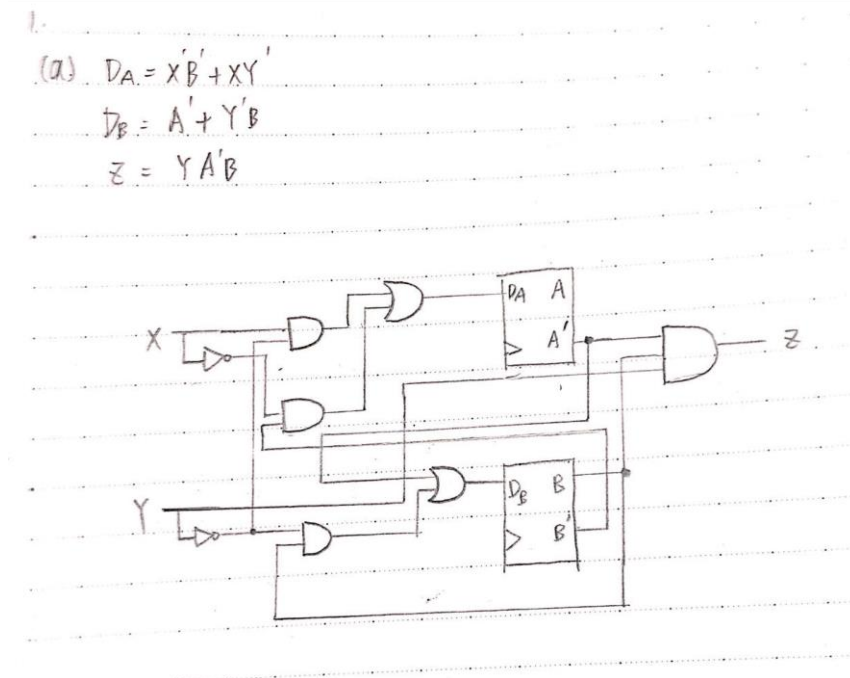 1.
(a) DA = X'B' + XY'
DB = A' + Y'B
Z = YA'B
DA A
X A' Z
Y DB B
B'